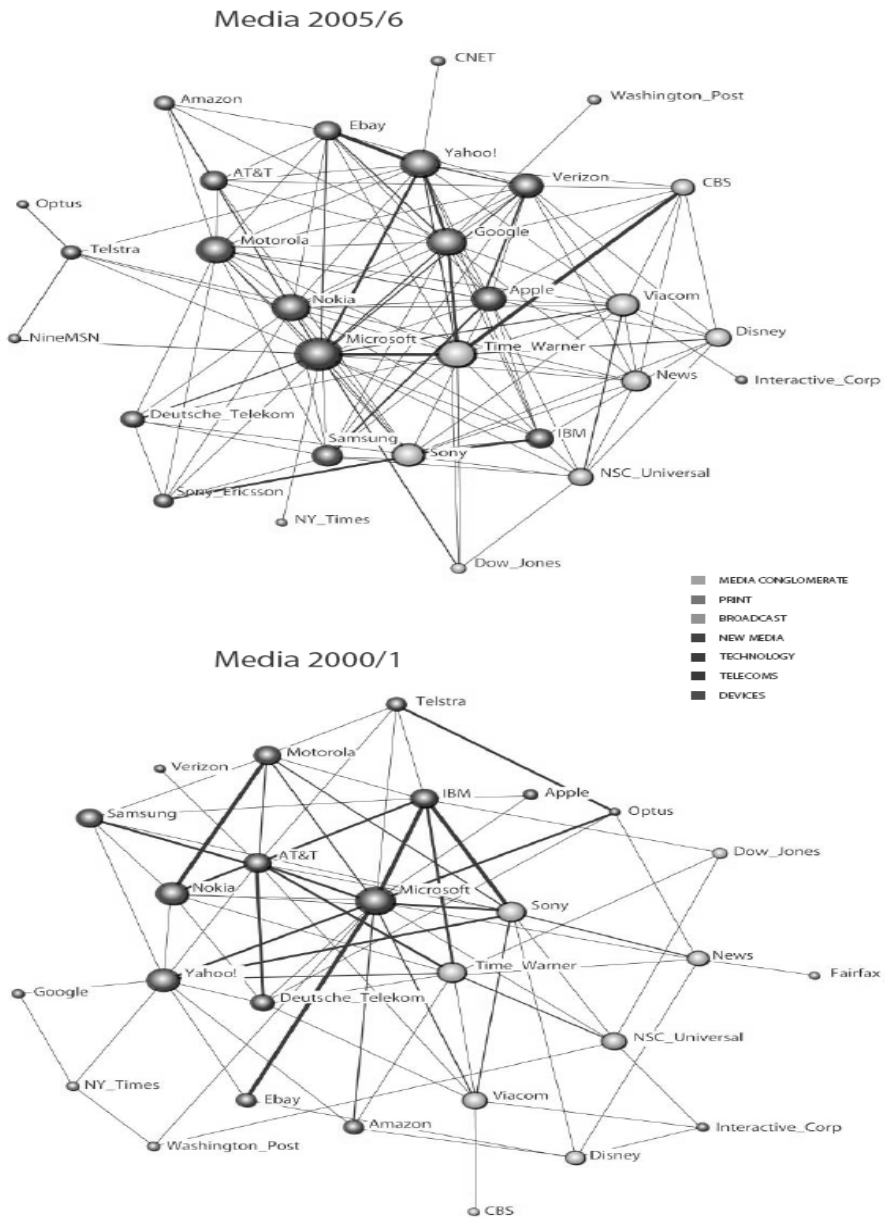 Media 2005/6
CNET
Amazon
Washington_Post
Ebay
Yahoo!
AT&T
Verizon
CBS
Optus
Google
Motorola
Telstra
Apple
Viacom
Nokia
Disney
NineMSN
Microsoft
Time_Warner
News
Interactive_Corp
Deutsche_Telekom
Samsung
IBM
Sony
NSC_Universal
Sony_Ericsson
NY_Times
Dow_Jones
MEDIA CONGLOMERATE
PRINT
BROADCAST
NEW MEDIA
TECHNOLOGY
TELECOMS
DEVICES
Media 2000/1
Telstra
Motorola
Verizon
IBM
Apple
Samsung
Optus
AT&T
Dow_Jones
Nokia
Microsoft
Sony
News
Time_Warner
Yahoo!
Fairfax
Google
Deutsche_Telekom
NSC_Universal
NY_Times
Ebay
Viacom
Amazon
Interactive_Corp
Washington_Post
Disney
CBS